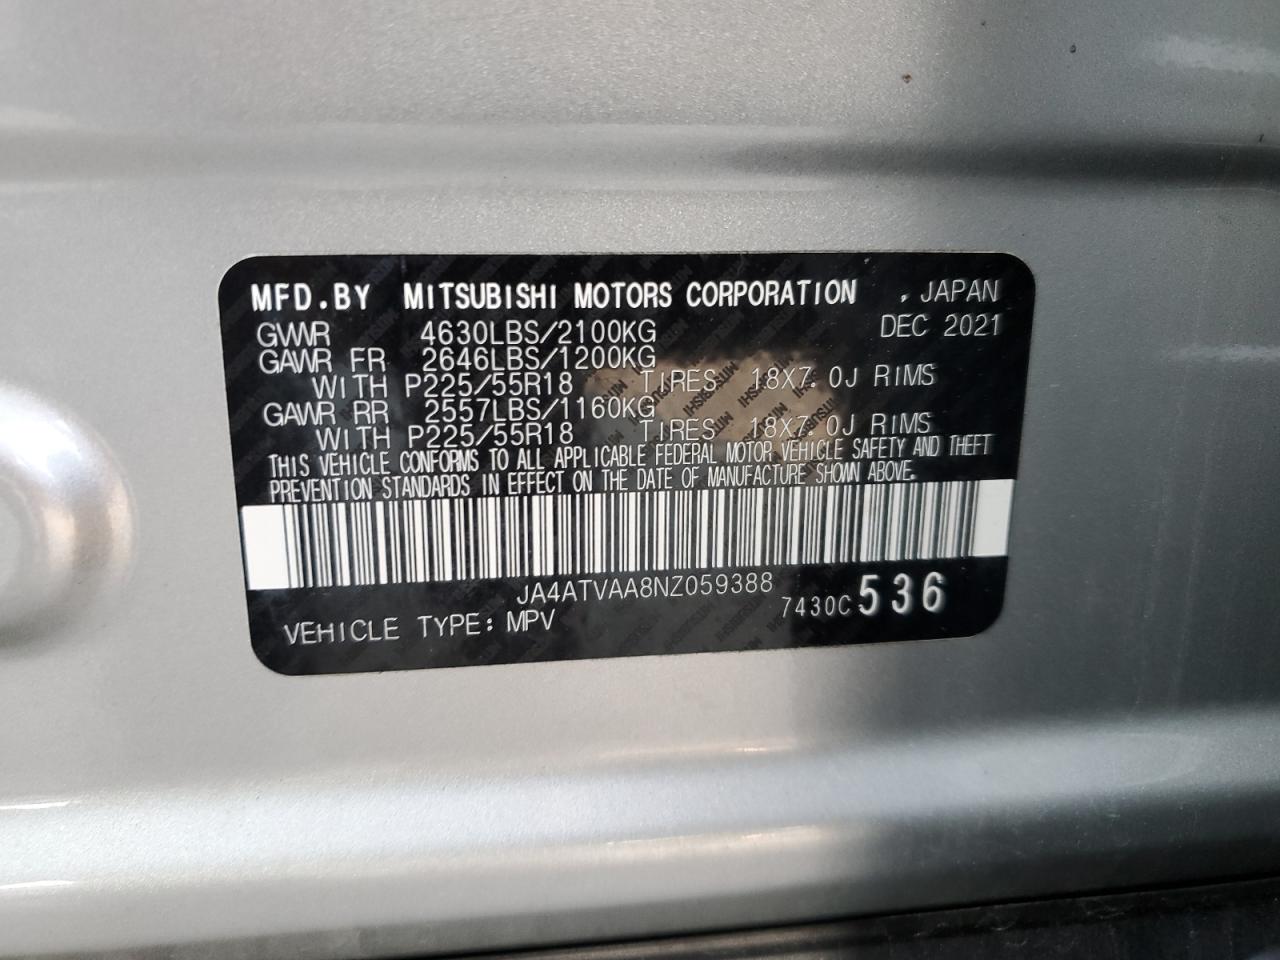 MFD.BY MITSUBISHI MOTORS CORPORATION , JAPAN
GVWR 4630LBS/2100KG DEC 2021
GAWR FR 2646LBS/1200KG
WITH P225/55R18 TIRES 18X7.0J RIMS
GAWR RR 2557LBS/1160KG
WITH P225/55R18 TIRES 18X7.0J RIMS
THIS VEHICLE CONFORMS TO ALL APPLICABLE FEDERAL MOTOR VEHICLE SAFETY AND THEFT
PREVENTION STANDARDS IN EFFECT ON THE DATE OF MANUFACTURE SHOWN ABOVE.
JA4ATVAA8NZ059388
7430C 536
VEHICLE TYPE: MPV